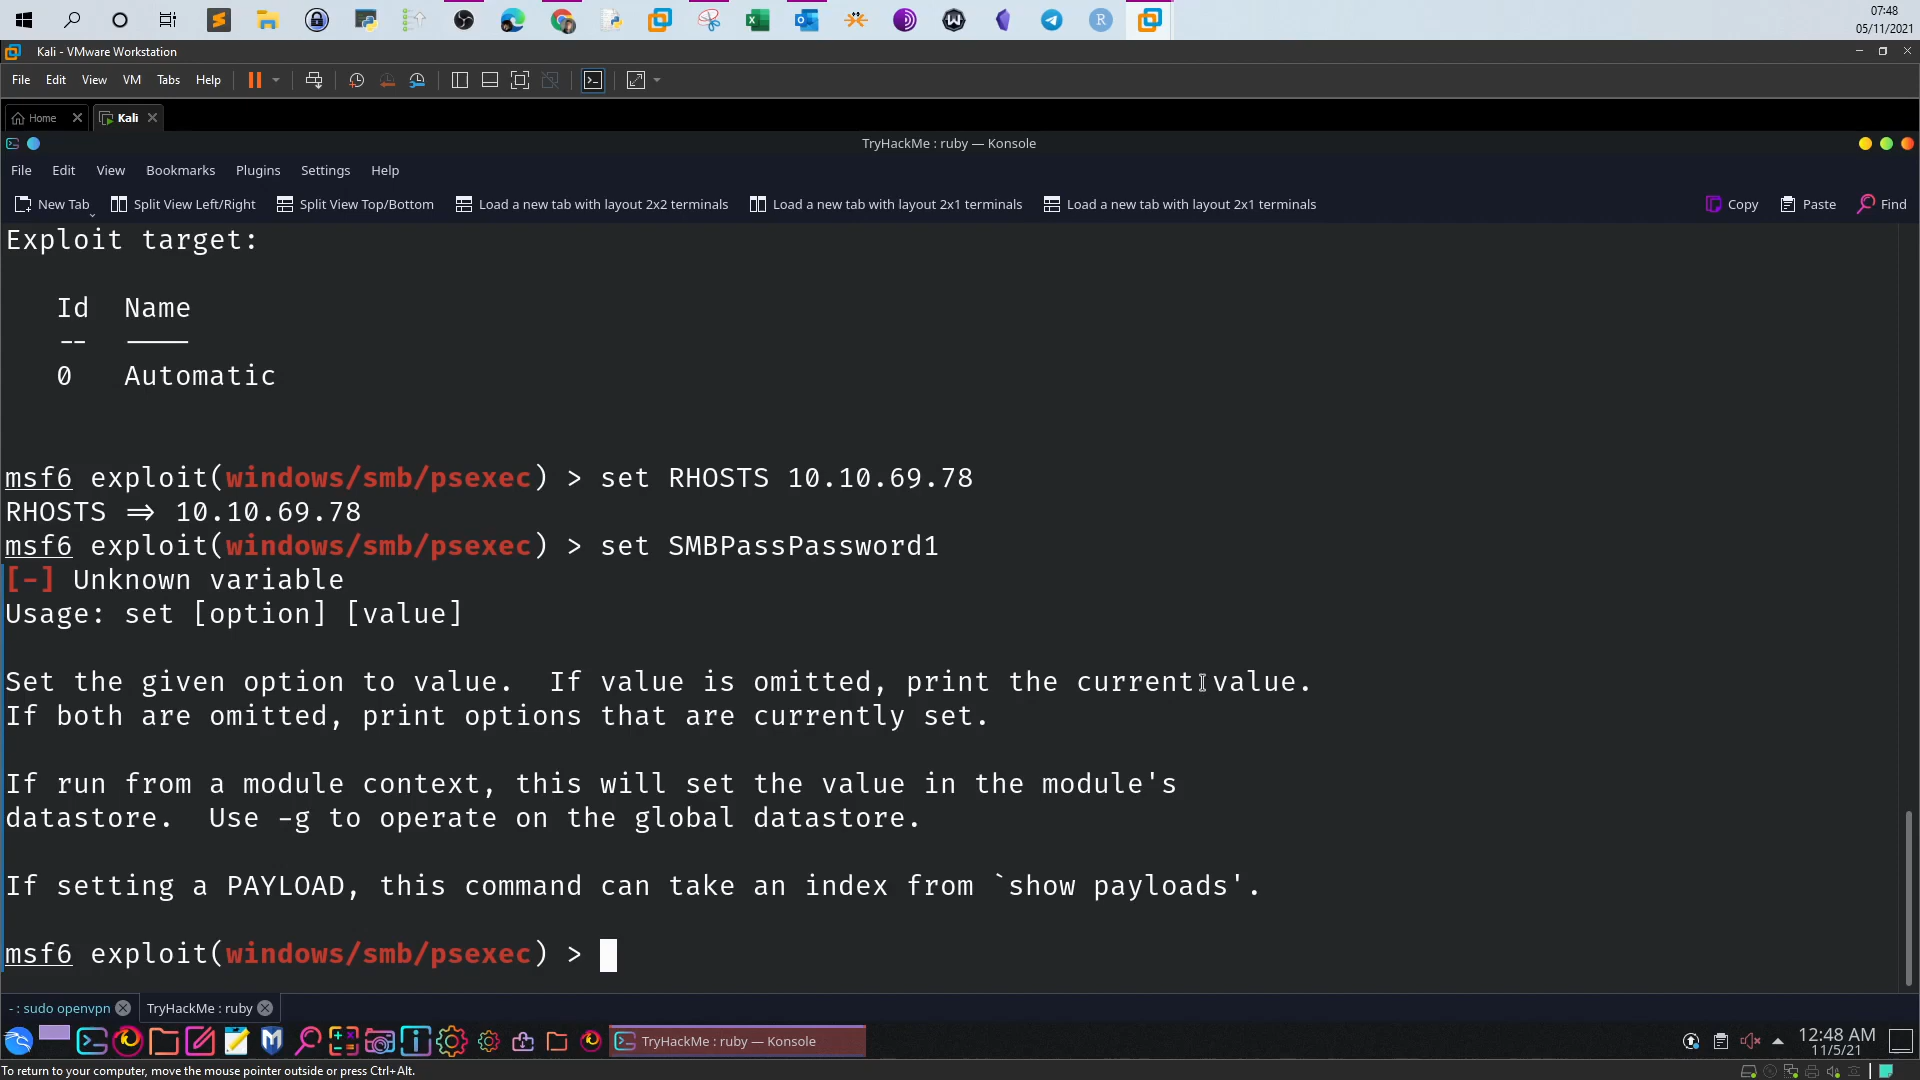 07:48
05/11/2021
Kali - VMware Workstation
File Edit View VM Tabs Help
Home Kali
TryHackMe : ruby — Konsole
File Edit View Bookmarks Plugins Settings Help
New Tab Split View Left/Right Split View Top/Bottom Load a new tab with layout 2x2 terminals Load a new tab with layout 2x1 terminals Load a new tab with layout 2x1 terminals Copy Paste Find
Exploit target:
Id Name
-- ----
0 Automatic
msf6 exploit(windows/smb/psexec) > set RHOSTS 10.10.69.78
RHOSTS => 10.10.69.78
msf6 exploit(windows/smb/psexec) > set SMBPassPassword1
[-] Unknown variable
Usage: set [option] [value]
Set the given option to value.  If value is omitted, print the current value.
If both are omitted, print options that are currently set.
If run from a module context, this will set the value in the module's
datastore.  Use -g to operate on the global datastore.
If setting a PAYLOAD, this command can take an index from `show payloads'.
msf6 exploit(windows/smb/psexec) >
- : sudo openvpn TryHackMe : ruby
TryHackMe : ruby — Konsole
12:48 AM
11/5/21
To return to your computer, move the mouse pointer outside or press Ctrl+Alt.